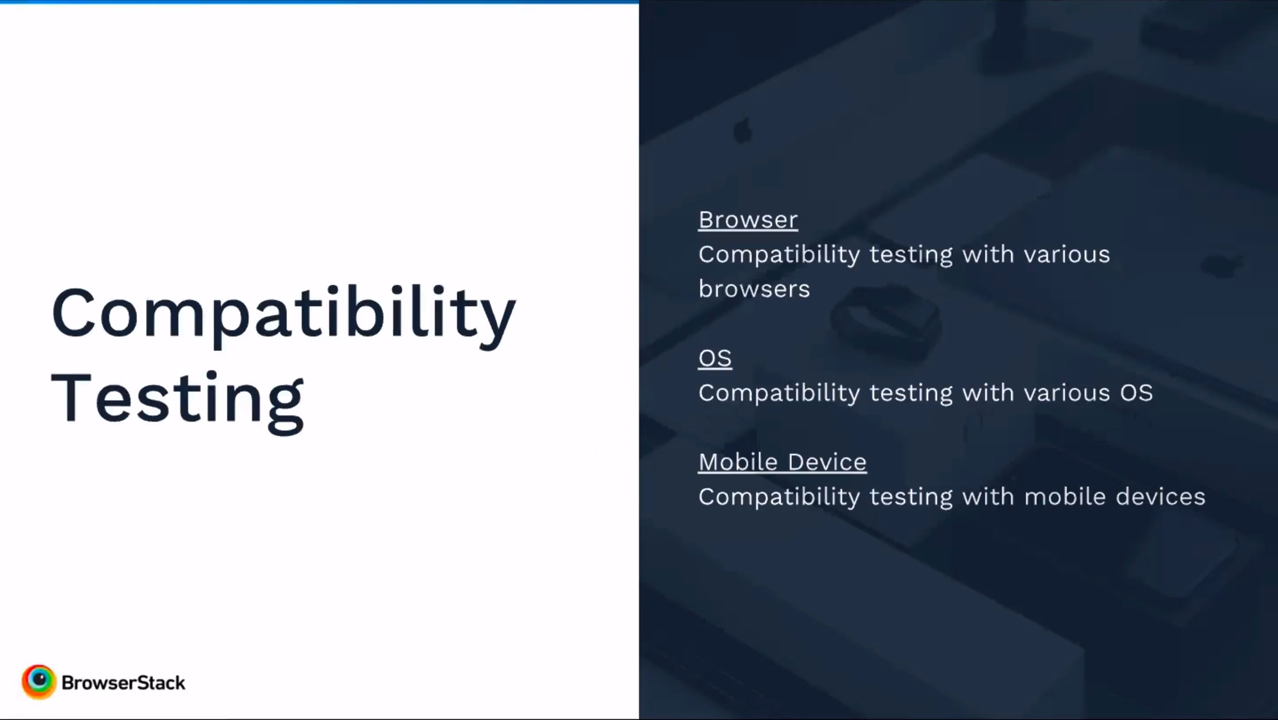 Compatibility
Testing
Browser
Compatibility testing with various
browsers
OS
Compatibility testing with various OS
Mobile Device
Compatibility testing with mobile devices
BrowserStack